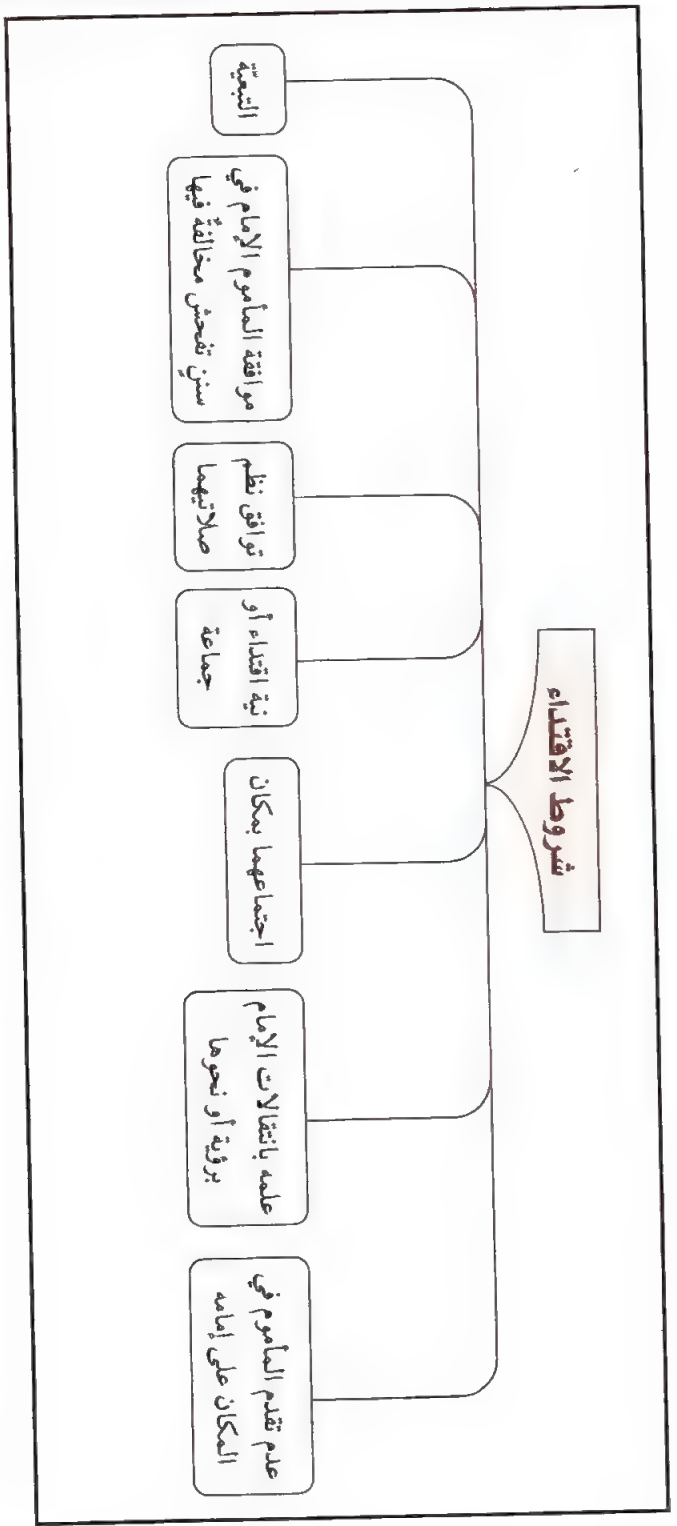 شروط الاقتداء
عدم تقدم المأموم في
المكان على إمامه
علمه بانتقالات الإمام
برؤية أو نحوها
اجتماعهما بمكان
نية اقتداء أو
جماعة
توافق نظم
صلاتيهما
موافقة المأموم الإمام في
سننٍ تفحش مخالفةٌ فيها
التبعيّة